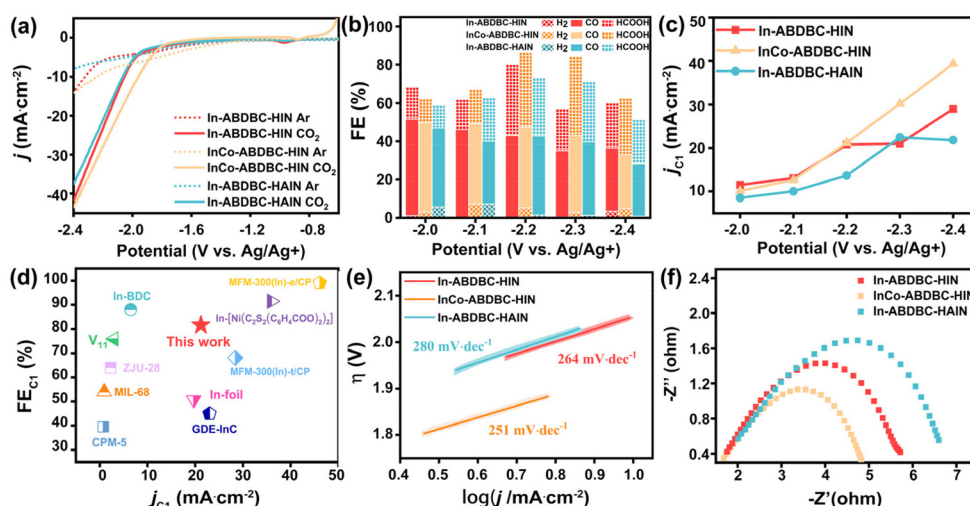 (a)
0
-10
-20
-30
-40
j (mA·cm⁻²)
In-ABDBC-HIN Ar
In-ABDBC-HIN CO₂
InCo-ABDBC-HIN Ar
InCo-ABDBC-HIN CO₂
In-ABDBC-HAIN Ar
In-ABDBC-HAIN CO₂
-2.4 -2.0 -1.6 -1.2 -0.8
Potential (V vs. Ag/Ag+)
(b)
In-ABDBC-HIN H₂ CO HCOOH
InCo-ABDBC-HIN H₂ CO HCOOH
In-ABDBC-HAIN H₂ CO HCOOH
100
80
60
40
20
0
FE (%)
-2.0 -2.1 -2.2 -2.3 -2.4
Potential (V vs. Ag/Ag+)
(c)
In-ABDBC-HIN
InCo-ABDBC-HIN
In-ABDBC-HAIN
40
30
20
10
j_C1 (mA·cm⁻²)
-2.0 -2.1 -2.2 -2.3 -2.4
Potential (V vs. Ag/Ag+)
(d)
100
90
80
70
60
50
40
30
FE_C1 (%)
MFM-300(In)-e/CP
In-BDC
In-[Ni(C₂S₂(C₆H₄COO)₂)₂]
V₁₁
This work
ZJU-28
MFM-300(In)-t/CP
MIL-68
In-foil
GDE-InC
CPM-5
0 10 20 30 40 50
j_C1 (mA·cm⁻²)
(e)
In-ABDBC-HIN
InCo-ABDBC-HIN
In-ABDBC-HAIN
2.1
2.0
1.9
1.8
η (V)
280 mV·dec⁻¹
264 mV·dec⁻¹
251 mV·dec⁻¹
0.4 0.5 0.6 0.7 0.8 0.9 1.0
log(j /mA·cm⁻²)
(f)
In-ABDBC-HIN
InCo-ABDBC-HIN
In-ABDBC-HAIN
2.4
2.0
1.6
1.2
0.8
0.4
-Z'' (ohm)
2 3 4 5 6 7
-Z'(ohm)